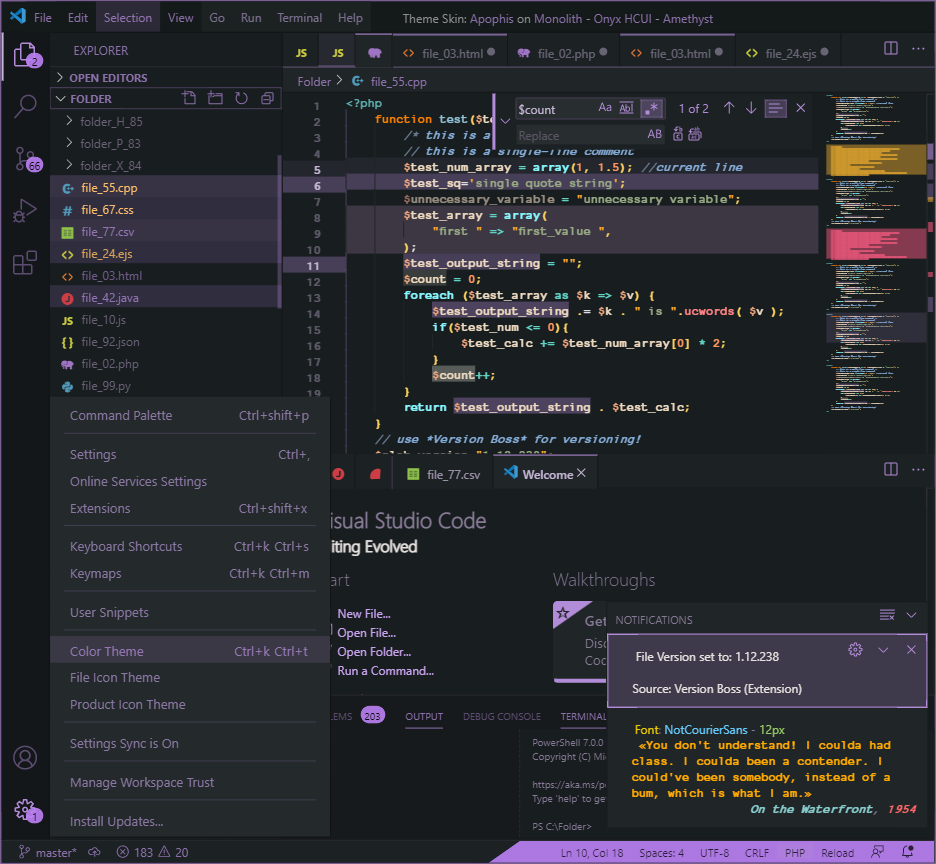 File Edit Selection View Go Run Terminal Help Theme Skin: Apophis on Monolith - Onyx HCUI - Amethyst
2
66
EXPLORER
OPEN EDITORS
FOLDER
folder_H_85
folder_P_83
folder_X_84
file_55.cpp
file_67.css
file_77.csv
file_24.ejs
file_03.html
file_42.java
file_10.js
file_92.json
file_02.php
file_99.py
JS JS file_03.html file_02.php file_03.html file_24.ejs
Folder > file_55.cpp
$count Aa Abl .* 1 of 2
Replace AB
1 <?php
2 function test($te
3 /* this is a
4 // this is a single-line comment
5 $test_num_array = array(1, 1.5); //current line
6 $test_sq='single quote string';
7 $unnecessary_variable = "unnecessary variable";
8 $test_array = array(
9 "first " => "first_value ",
10 );
11 $test_output_string = "";
12 $count = 0;
13 foreach ($test_array as $k => $v) {
14 $test_output_string .= $k . " is ".ucwords( $v );
15 if($test_num <= 0){
16 $test_calc += $test_num_array[0] * 2;
17 }
18 $count++;
19 }
return $test_output_string . $test_calc;
}
// use *Version Boss* for versioning!
Command Palette Ctrl+shift+p
Settings Ctrl+,
Online Services Settings
Extensions Ctrl+shift+x
Keyboard Shortcuts Ctrl+k Ctrl+s
Keymaps Ctrl+k Ctrl+m
User Snippets
Color Theme Ctrl+k Ctrl+t
File Icon Theme
Product Icon Theme
Settings Sync is On
Manage Workspace Trust
Install Updates...
1
file_77.csv Welcome
isual Studio Code
iting Evolved
art
New File...
Open File...
Open Folder...
Run a Command...
Walkthroughs
Get
Disc
Coc
LEMS 203 OUTPUT DEBUG CONSOLE TERMINAL
PowerShell 7.0.0
Copyright (C) Mi
https://aka.ms/p
Type 'help' to ge
PS C:\Folder>
NOTIFICATIONS
File Version set to: 1.12.238
Source: Version Boss (Extension)
Font: NotCourierSans - 12px
«You don't understand! I coulda had
class. I coulda been a contender. I
could've been somebody, instead of a
bum, which is what I am.»
On the Waterfront, 1954
master* 183 20 Ln 10, Col 18 Spaces: 4 UTF-8 CRLF PHP Reload